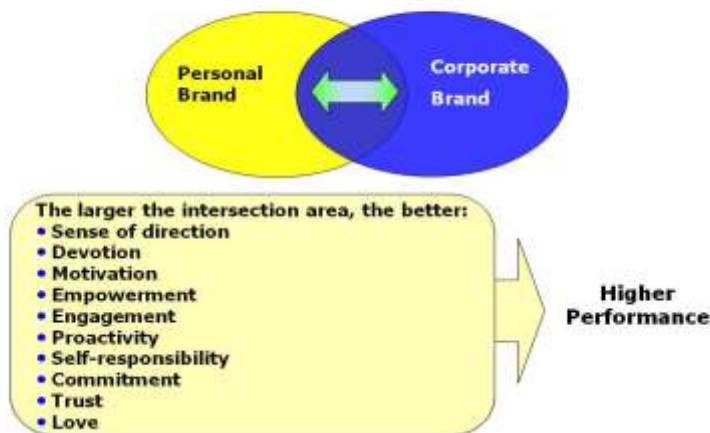 Personal
Brand
Corporate
Brand
The larger the intersection area, the better:
• Sense of direction
• Devotion
• Motivation
• Empowerment
• Engagement
• Proactivity
• Self-responsibility
• Commitment
• Trust
• Love
Higher
Performance